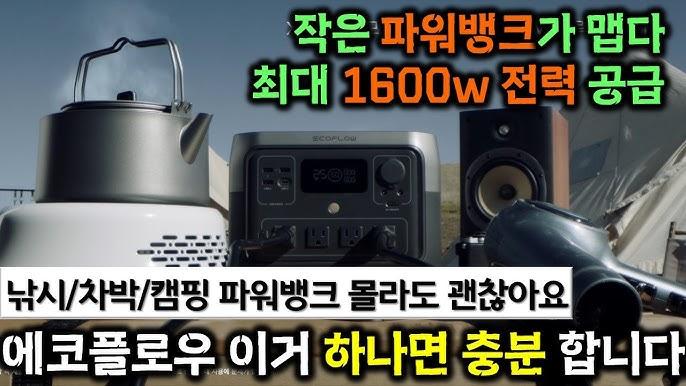 작은 파워뱅크가 맵다
최대 1600w 전력 공급
ECOFLOW
낚시/차박/캠핑 파워뱅크 몰라도 괜찮아요
에코플로우 이거 하나면 충분 합니다